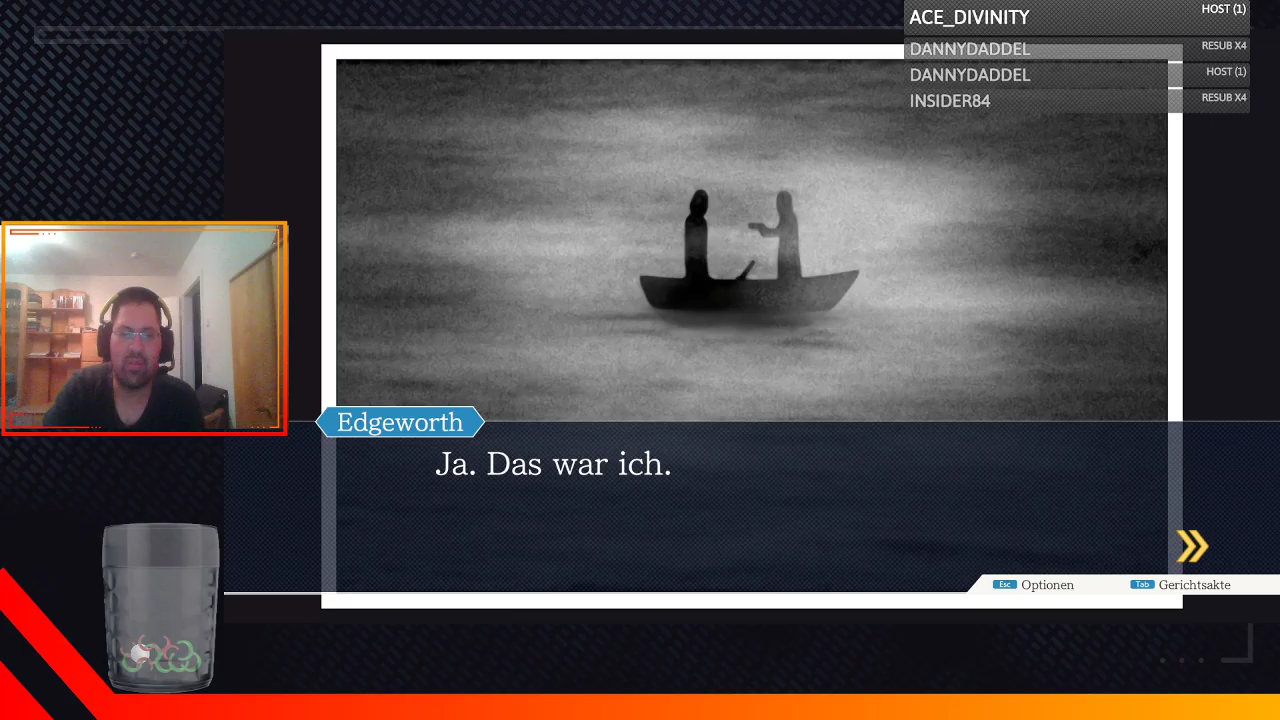 ACE_DIVINITY HOST (1)
DANNYDADDEL RESUB X4
DANNYDADDEL HOST (1)
INSIDER84 RESUB X4
Edgeworth
Ja. Das war ich.
Esc Optionen Tab Gerichtsakte